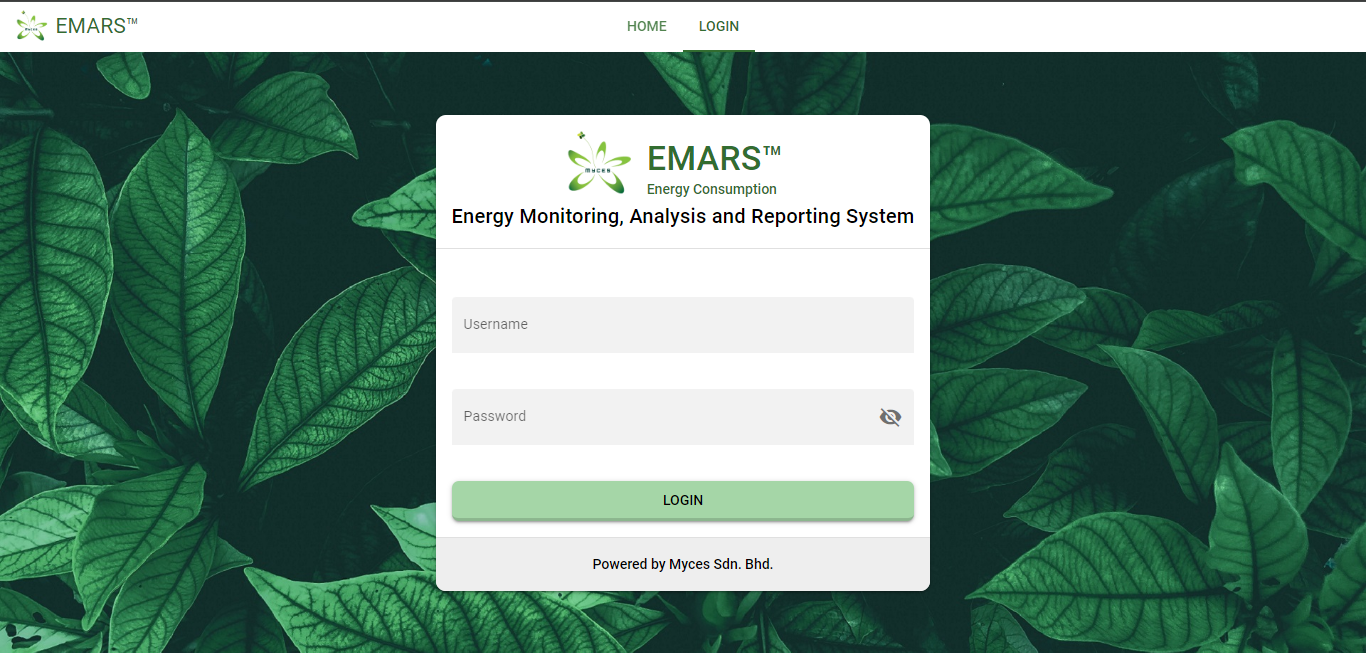 EMARS™
HOME
LOGIN
myces
EMARS™
Energy Consumption
Energy Monitoring, Analysis and Reporting System
Username
Password
LOGIN
Powered by Myces Sdn. Bhd.